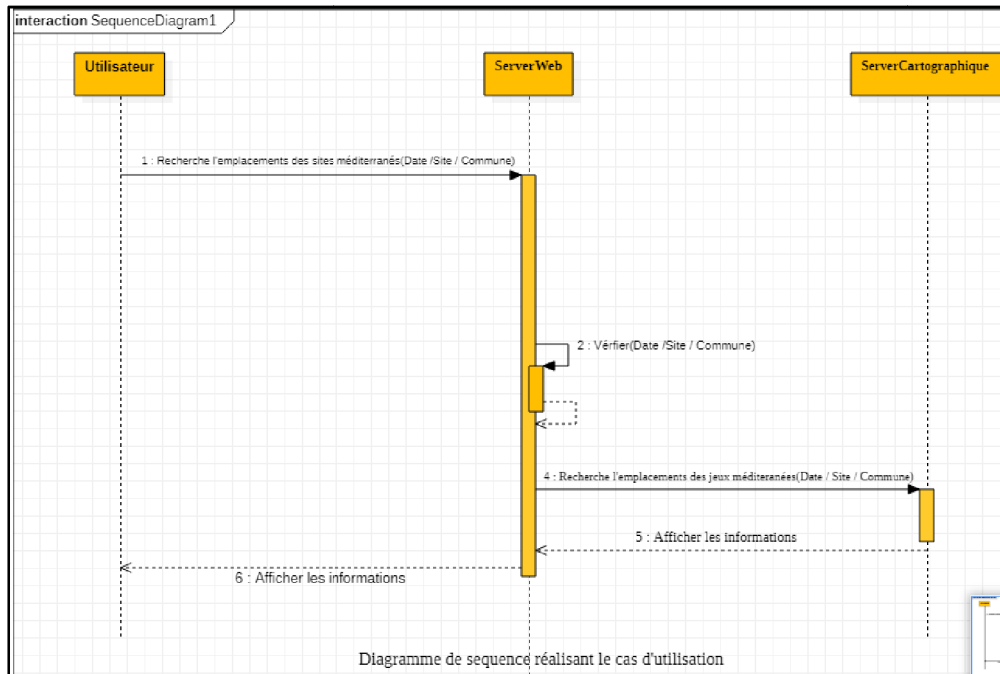 interaction SequenceDiagram1
Utilisateur
ServerWeb
ServerCartographique
1 : Recherche l'emplacements des sites méditerranés(Date /Site / Commune)
2 : Vérfier(Date /Site / Commune)
4 : Recherche l'emplacements des jeux méditeranées(Date / Site / Commune)
5 : Afficher les informations
6 : Afficher les informations
Diagramme de sequence réalisant le cas d'utilisation